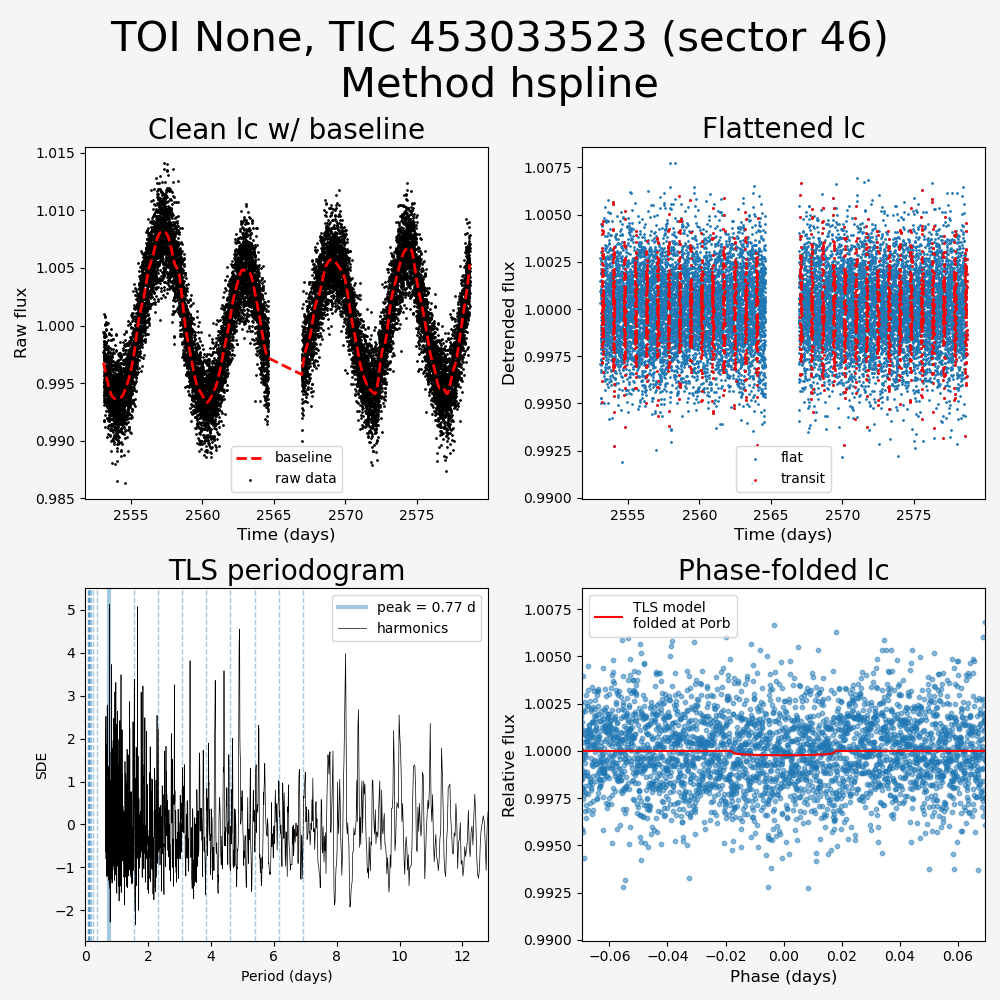 TOI None, TIC 453033523 (sector 46)
Method hspline
Clean lc w/ baseline
Raw flux
1.015
1.010
1.005
1.000
0.995
0.990
0.985
baseline
raw data
2555 2560 2565 2570 2575
Time (days)
Flattened lc
Detrended flux
1.0075
1.0050
1.0025
1.0000
0.9975
0.9950
0.9925
0.9900
flat
transit
2555 2560 2565 2570 2575
Time (days)
TLS periodogram
SDE
5
4
3
2
1
0
−1
−2
peak = 0.77 d
harmonics
0 2 4 6 8 10 12
Period (days)
Phase-folded lc
Relative flux
1.0075
1.0050
1.0025
1.0000
0.9975
0.9950
0.9925
0.9900
TLS model
folded at Porb
−0.06 −0.04 −0.02 0.00 0.02 0.04 0.06
Phase (days)